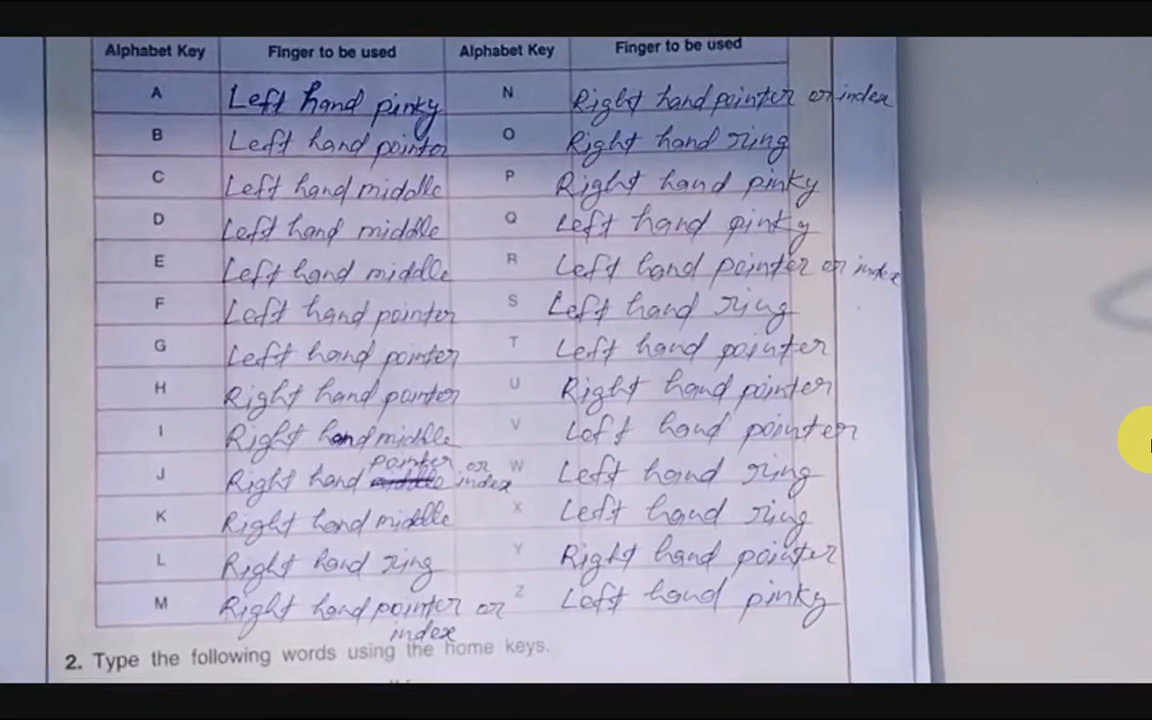 Alphabet Key Finger to be used Alphabet Key Finger to be used
A Left hand pinky N Right hand pointer or index
B Left hand pointer O Right hand ring
C Left hand middle P Right hand pinky
D Left hand middle Q Left hand pinky
E Left hand middle R Left hand pointer or index
F Left hand pointer S Left hand ring
G Left hand pointer T Left hand pointer
H Right hand pointer U Right hand pointer
I Right hand middle V Left hand pointer
J Right hand middle pointer or index W Left hand ring
K Right hand middle X Left hand ring
L Right hand ring Y Right hand pointer
M Right hand pointer or index Z Left hand pinky
2. Type the following words using the home keys.